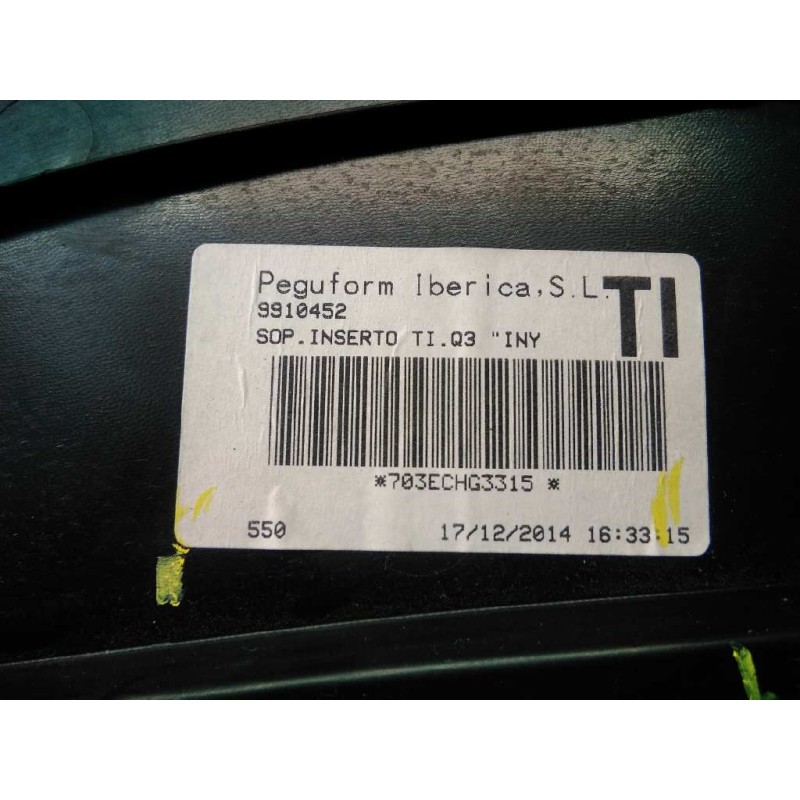 Peguform Iberica,S.L. TI
9910452
SOP.INSERTO TI.Q3 "INY
*703ECHG3315 *
550 17/12/2014 16:33:15